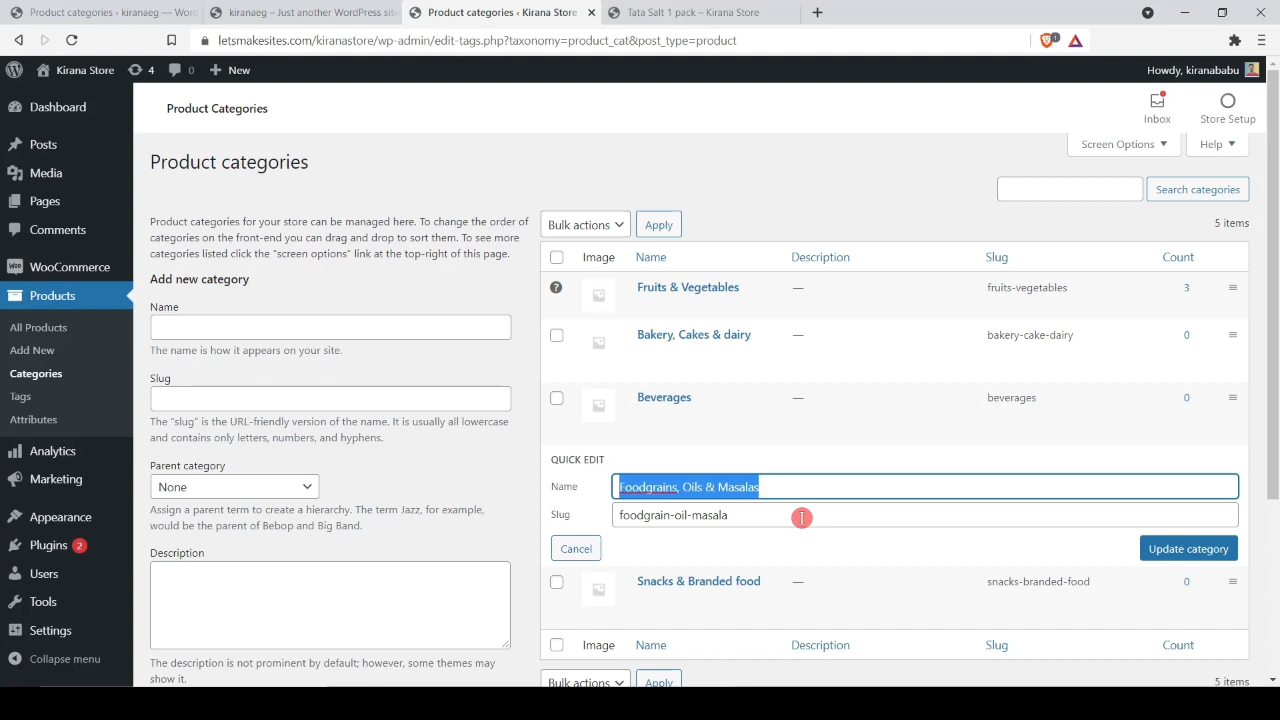 Product categories ‹ kiranaeg — Wor
kiranaeg – Just another WordPress sit
Product categories ‹ Kirana Store
Tata Salt 1 pack – Kirana Store
letsmakesites.com/kiranastore/wp-admin/edit-tags.php?taxonomy=product_cat&post_type=product
1
Kirana Store
4
0
New
Howdy, kiranababu
Dashboard
Posts
Media
Pages
Comments
WooCommerce
Products
All Products
Add New
Categories
Tags
Attributes
Analytics
Marketing
Appearance
Plugins 2
Users
Tools
Settings
Collapse menu
Product Categories
Inbox
Store Setup
Screen Options
Help
Product categories
Search categories
Product categories for your store can be managed here. To change the order of
categories on the front-end you can drag and drop to sort them. To see more
categories listed click the "screen options" link at the top-right of this page.
Add new category
Name
The name is how it appears on your site.
Slug
The "slug" is the URL-friendly version of the name. It is usually all lowercase
and contains only letters, numbers, and hyphens.
Parent category
None
Assign a parent term to create a hierarchy. The term Jazz, for example,
would be the parent of Bebop and Big Band.
Description
The description is not prominent by default; however, some themes may
show it.
Bulk actions
Apply
5 items
Image Name Description Slug Count
Fruits & Vegetables — fruits-vegetables 3
Bakery, Cakes & dairy — bakery-cake-dairy 0
Beverages — beverages 0
QUICK EDIT
Name Foodgrains, Oils & Masalas
Slug foodgrain-oil-masala
Cancel
Update category
Snacks & Branded food — snacks-branded-food 0
Image Name Description Slug Count
Bulk actions
Apply
5 items